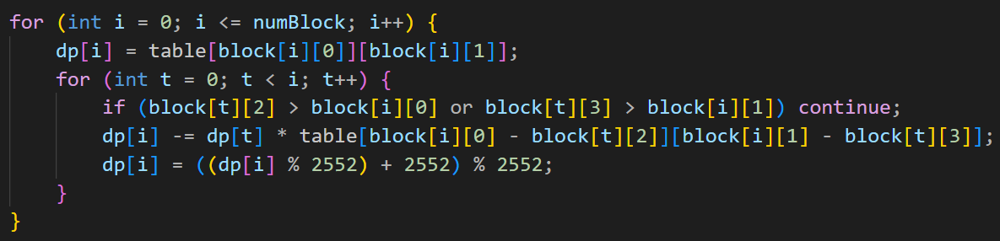 for (int i = 0; i <= numBlock; i++) {
    dp[i] = table[block[i][0]][block[i][1]];
    for (int t = 0; t < i; t++) {
        if (block[t][2] > block[i][0] or block[t][3] > block[i][1]) continue;
        dp[i] -= dp[t] * table[block[i][0] - block[t][2]][block[i][1] - block[t][3]];
        dp[i] = ((dp[i] % 2552) + 2552) % 2552;
    }
}